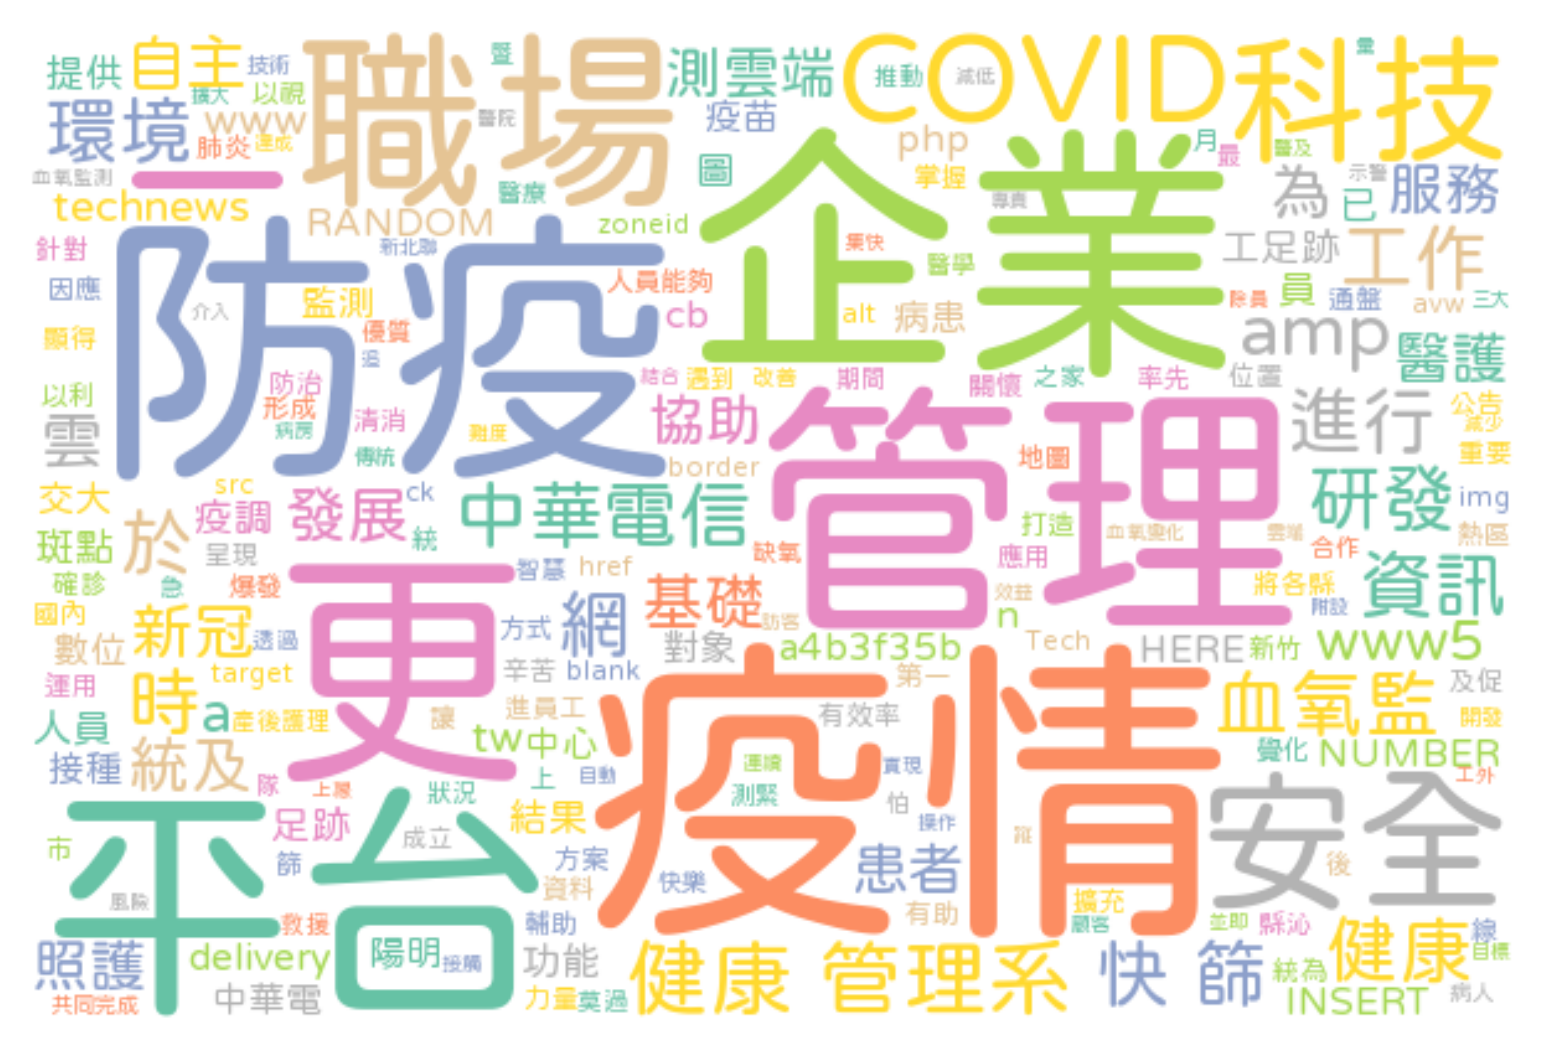 提供
自主
技術
職場
暨
測雲端
COVID
推動
減低
科技
彙
擴大
以視
環境
www
醫院
疫苗
肺炎
達成
php
月
最
醫及
一
血氧監測
醫療
圖
企業
掌握
專責
為
示警
已
服務
technews
RANDOM
zoneid
針對
新北聯
防疫
集快
醫學
工足跡
工作
因應
介入
監測
人員能夠
cb
alt
病患
除員
員
通盤
avw
三大
顯得
優質
amp
醫護
防治
結合
遇到
改善
期間
關懷
之家
率先
位置
以利
形成
清消
協助
管理
進行
公告
減少
雲
病房
難度
傳統
border
地圖
重要
交大
src
疫調
發展
ck
中華電信
研發
img
斑點
於
呈現
統
缺氧
打造
應用
血氧變化
雲端
合作
熱區
確診
爆發
更
智慧
href
基礎
訪客
效益
n
將各縣
附設
資訊
國內
新冠
透過
方式
網
數位
對象
a4b3f35b
Tech
HERE
新竹
www5
運用
target
辛苦
blank
疫情
第一
血氧監
及促
時
a
產後護理
讓
進員工
有效率
開發
人員
tw
中心
變化
NUMBER
接種
統及
隊
上
自動
連續
實現
工外
平台
狀況
測緊
怕
安全
足跡
成立
結果
操作
市
篩
方案
快樂
患者
後
風險
資料
有助
擴充
救援
輔助
顧客
並即
縣沁
線
照護
delivery
陽明
接觸
功能
健康
管理系
快
篩
統為
健康
目標
共同完成
中華電
力量
莫過
INSERT
病人